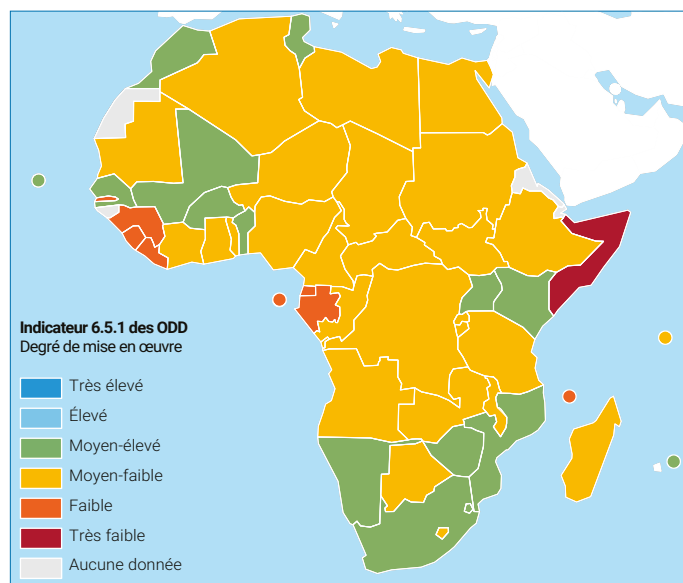 Indicateur 6.5.1 des ODD
Degré de mise en œuvre
Très élevé
Élevé
Moyen-élevé
Moyen-faible
Faible
Très faible
Aucune donnée